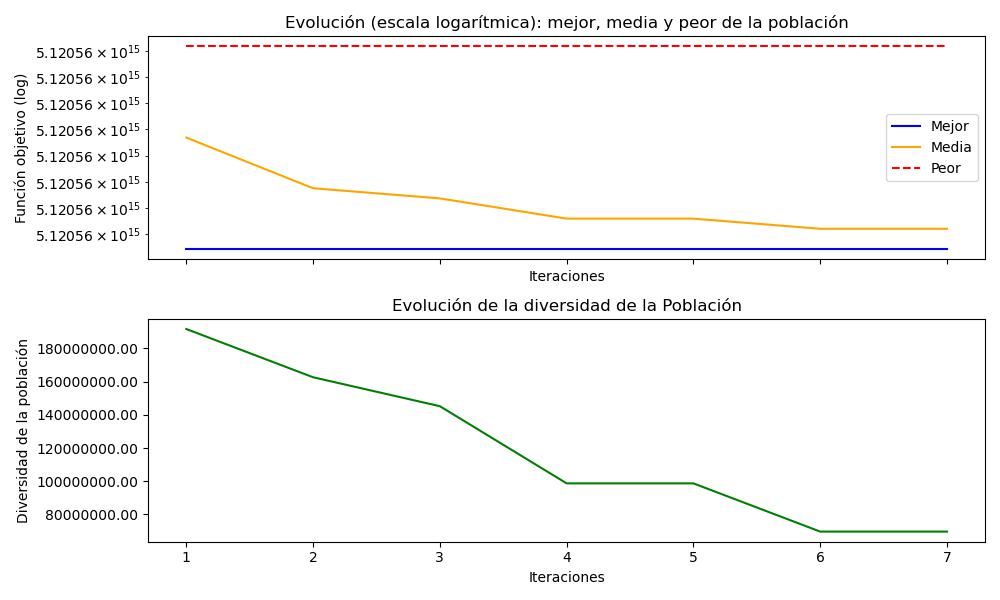 Evolución (escala logarítmica): mejor, media y peor de la población
Función objetivo (log)
5.12056 × 10^15
5.12056 × 10^15
5.12056 × 10^15
5.12056 × 10^15
5.12056 × 10^15
5.12056 × 10^15
5.12056 × 10^15
5.12056 × 10^15
Mejor
Media
Peor
Iteraciones
Evolución de la diversidad de la Población
Diversidad de la población
180000000.00
160000000.00
140000000.00
120000000.00
100000000.00
80000000.00
1 2 3 4 5 6 7
Iteraciones